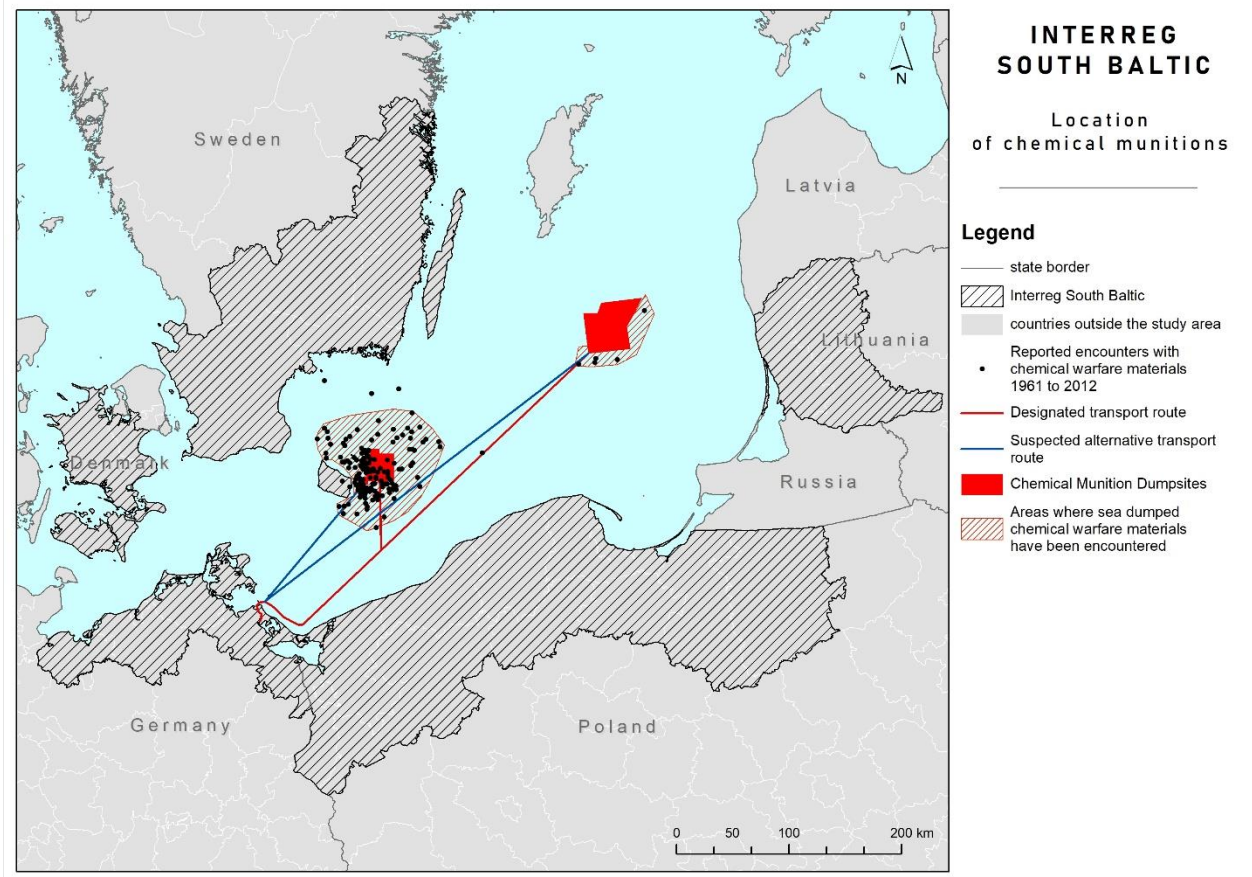 INTERREG
SOUTH BALTIC
Location
of chemical munitions
Legend
state border
Interreg South Baltic
countries outside the study area
Reported encounters with
chemical warfare materials
1961 to 2012
Designated transport route
Suspected alternative transport
route
Chemical Munition Dumpsites
Areas where sea dumped
chemical warfare materials
have been encountered
N
Sweden
Latvia
Lithuania
Denmark
Russia
Germany
Poland
0 50 100 200 km